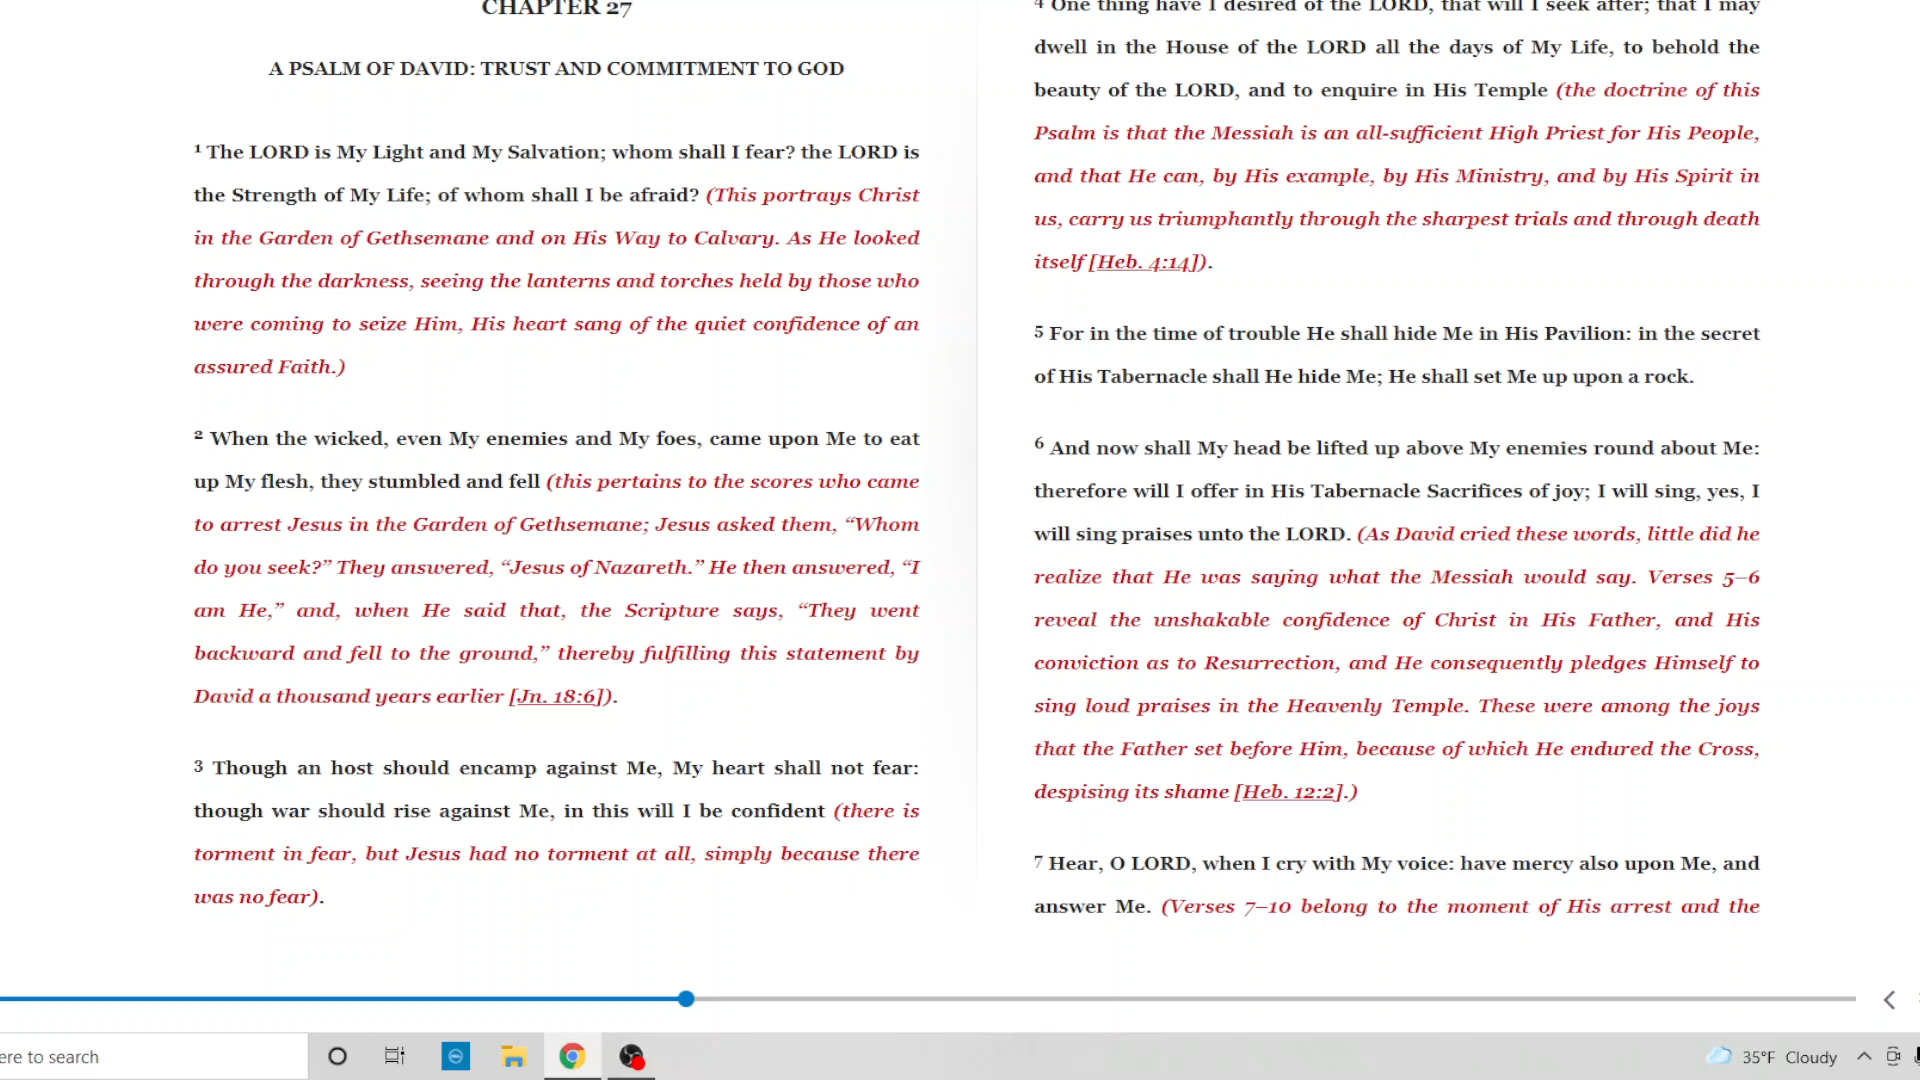 CHAPTER 27
A PSALM OF DAVID: TRUST AND COMMITMENT TO GOD
1 The LORD is My Light and My Salvation; whom shall I fear? the LORD is
the Strength of My Life; of whom shall I be afraid? (This portrays Christ
in the Garden of Gethsemane and on His Way to Calvary. As He looked
through the darkness, seeing the lanterns and torches held by those who
were coming to seize Him, His heart sang of the quiet confidence of an
assured Faith.)
2 When the wicked, even My enemies and My foes, came upon Me to eat
up My flesh, they stumbled and fell (this pertains to the scores who came
to arrest Jesus in the Garden of Gethsemane; Jesus asked them, “Whom
do you seek?” They answered, “Jesus of Nazareth.” He then answered, “I
am He,” and, when He said that, the Scripture says, “They went
backward and fell to the ground,” thereby fulfilling this statement by
David a thousand years earlier [Jn. 18:6]).
3 Though an host should encamp against Me, My heart shall not fear:
though war should rise against Me, in this will I be confident (there is
torment in fear, but Jesus had no torment at all, simply because there
was no fear).
4 One thing have I desired of the LORD, that will I seek after; that I may
dwell in the House of the LORD all the days of My Life, to behold the
beauty of the LORD, and to enquire in His Temple (the doctrine of this
Psalm is that the Messiah is an all-sufficient High Priest for His People,
and that He can, by His example, by His Ministry, and by His Spirit in
us, carry us triumphantly through the sharpest trials and through death
itself [Heb. 4:14]).
5 For in the time of trouble He shall hide Me in His Pavilion: in the secret
of His Tabernacle shall He hide Me; He shall set Me up upon a rock.
6 And now shall My head be lifted up above My enemies round about Me:
therefore will I offer in His Tabernacle Sacrifices of joy; I will sing, yes, I
will sing praises unto the LORD. (As David cried these words, little did he
realize that He was saying what the Messiah would say. Verses 5–6
reveal the unshakable confidence of Christ in His Father, and His
conviction as to Resurrection, and He consequently pledges Himself to
sing loud praises in the Heavenly Temple. These were among the joys
that the Father set before Him, because of which He endured the Cross,
despising its shame [Heb. 12:2].)
7 Hear, O LORD, when I cry with My voice: have mercy also upon Me, and
answer Me. (Verses 7–10 belong to the moment of His arrest and the
ere to search
35°F Cloudy